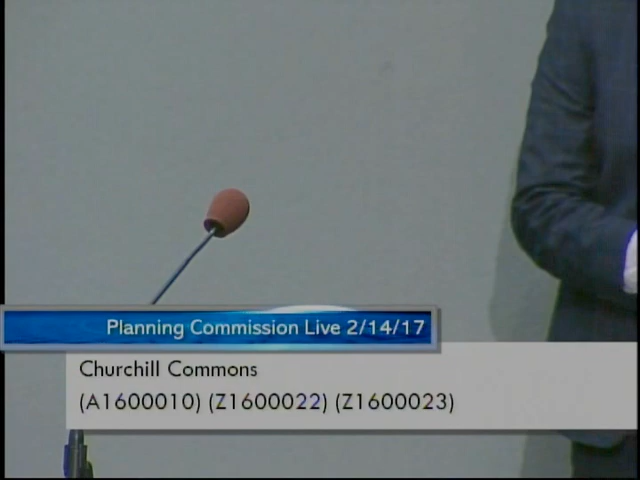 Planning Commission Live 2/14/17
Churchill Commons
(A1600010) (Z1600022) (Z1600023)